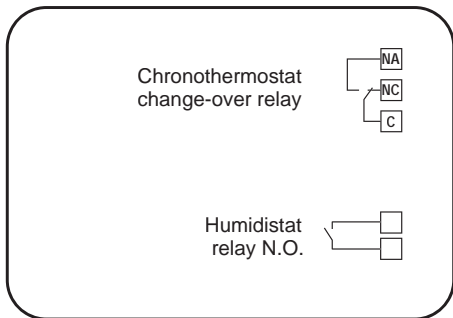 Chronothermostat
change-over relay
NA
NC
C
Humidistat
relay N.O.